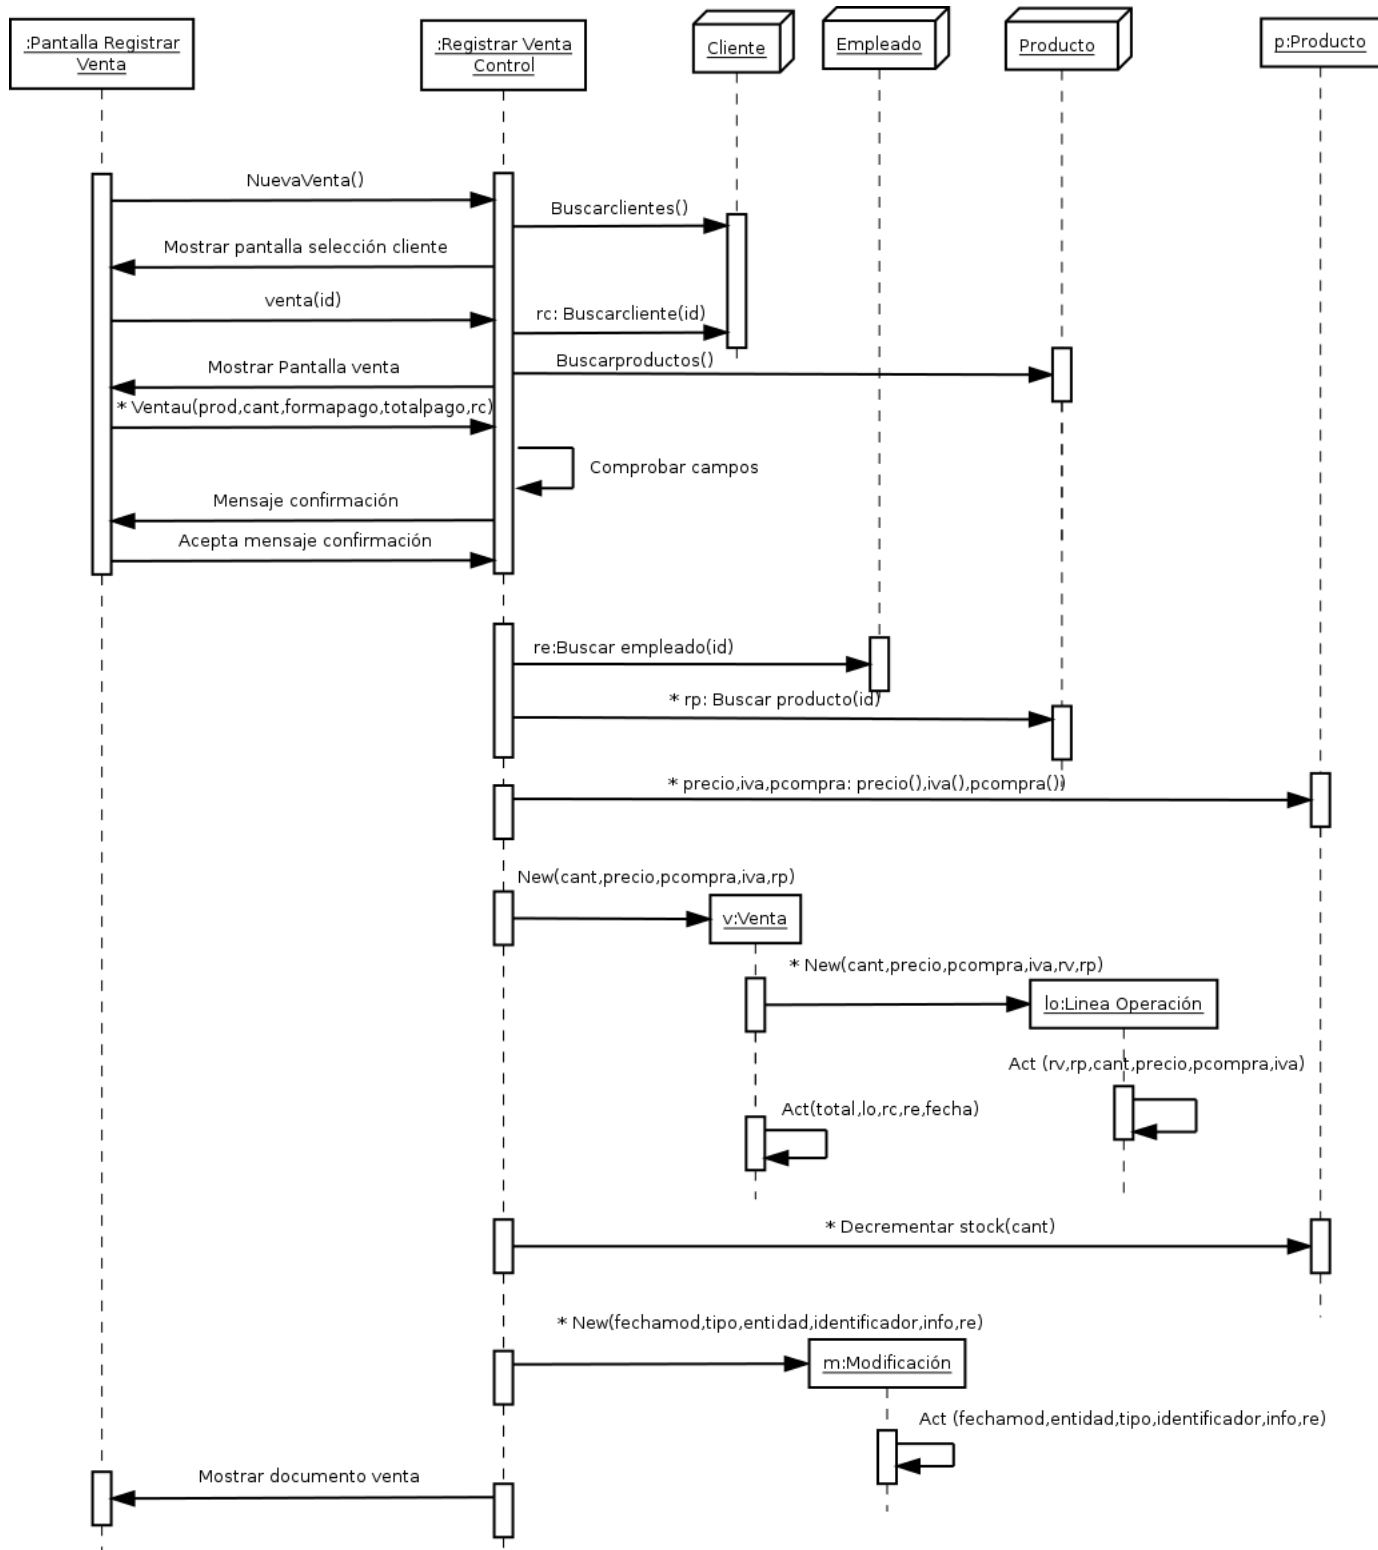 :Pantalla Registrar
Venta
:Registrar Venta
Control
Cliente
Empleado
Producto
p:Producto
NuevaVenta()
Buscarclientes()
Mostrar pantalla selección cliente
venta(id)
rc: Buscarcliente(id)
Mostrar Pantalla venta
Buscarproductos()
* Ventau(prod,cant,formapago,totalpago,rc)
Comprobar campos
Mensaje confirmación
Acepta mensaje confirmación
re:Buscar empleado(id)
* rp: Buscar producto(id)
* precio,iva,pcompra: precio(),iva(),pcompra())
New(cant,precio,pcompra,iva,rp)
v:Venta
* New(cant,precio,pcompra,iva,rv,rp)
lo:Linea Operación
Act (rv,rp,cant,precio,pcompra,iva)
Act(total,lo,rc,re,fecha)
* Decrementar stock(cant)
* New(fechamod,tipo,entidad,identificador,info,re)
m:Modificación
Act (fechamod,entidad,tipo,identificador,info,re)
Mostrar documento venta